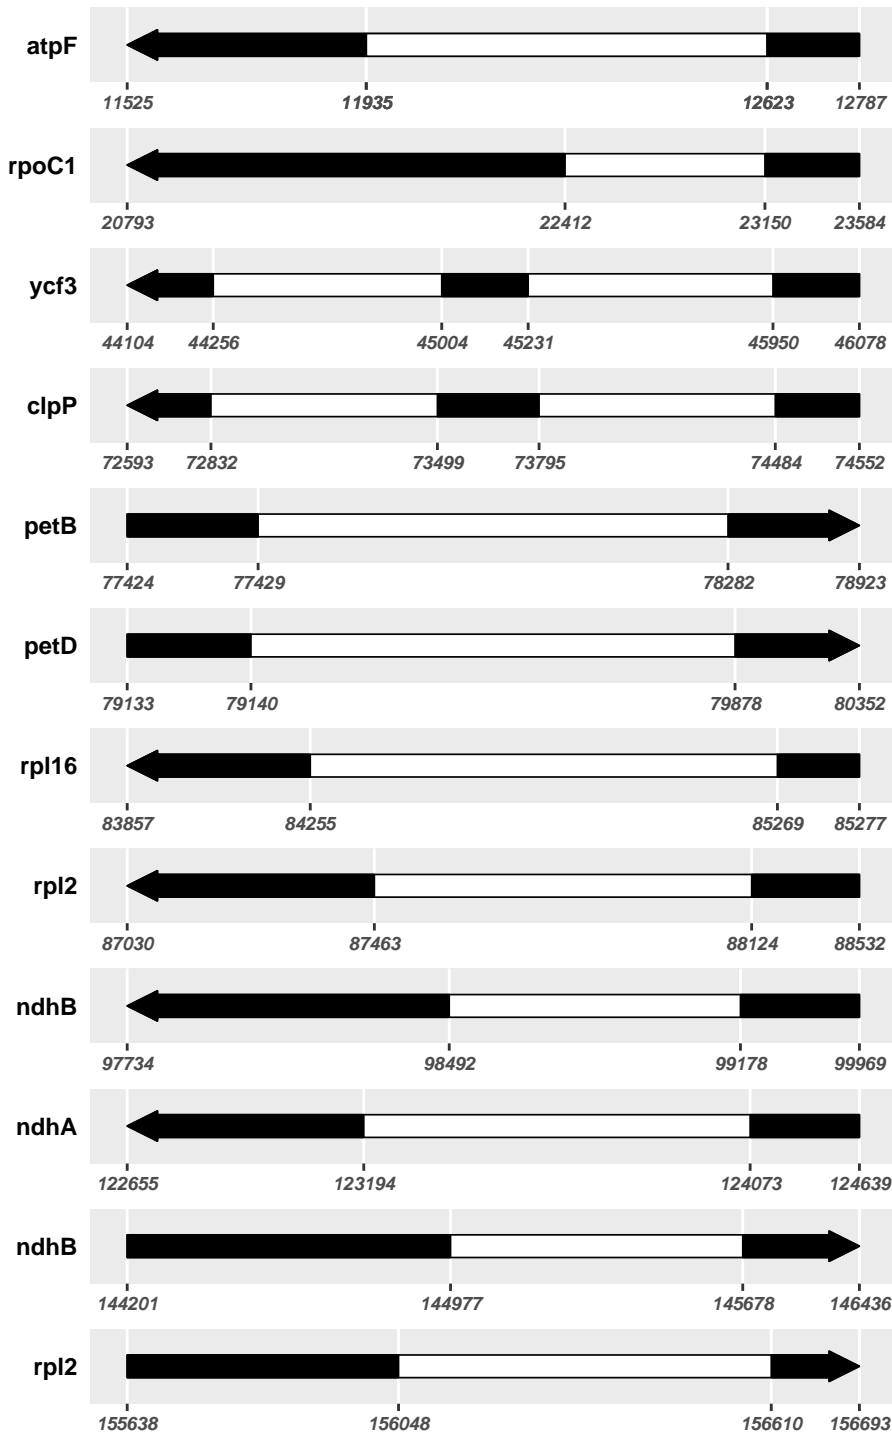 atpF
11525 11935 12623 12787
rpoC1
20793 22412 23150 23584
ycf3
44104 44256 45004 45231 45950 46078
clpP
72593 72832 73499 73795 74484 74552
petB
77424 77429 78282 78923
petD
79133 79140 79878 80352
rpl16
83857 84255 85269 85277
rpl2
87030 87463 88124 88532
ndhB
97734 98492 99178 99969
ndhA
122655 123194 124073 124639
ndhB
144201 144977 145678 146436
rpl2
155638 156048 156610 156693